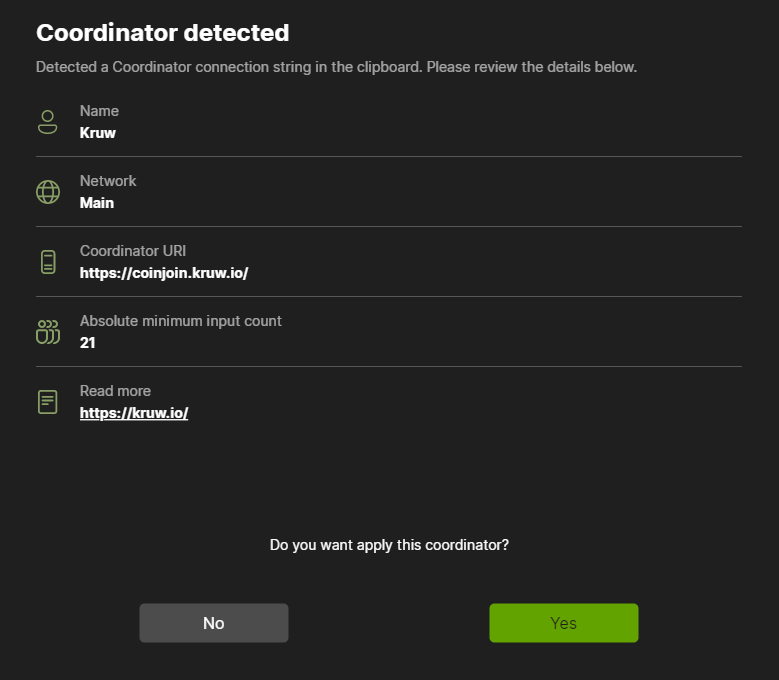 Coordinator detected
Detected a Coordinator connection string in the clipboard. Please review the details below.
Name
Kruw
Network
Main
Coordinator URI
https://coinjoin.kruw.io/
Absolute minimum input count
21
Read more
https://kruw.io/
Do you want apply this coordinator?
No
Yes